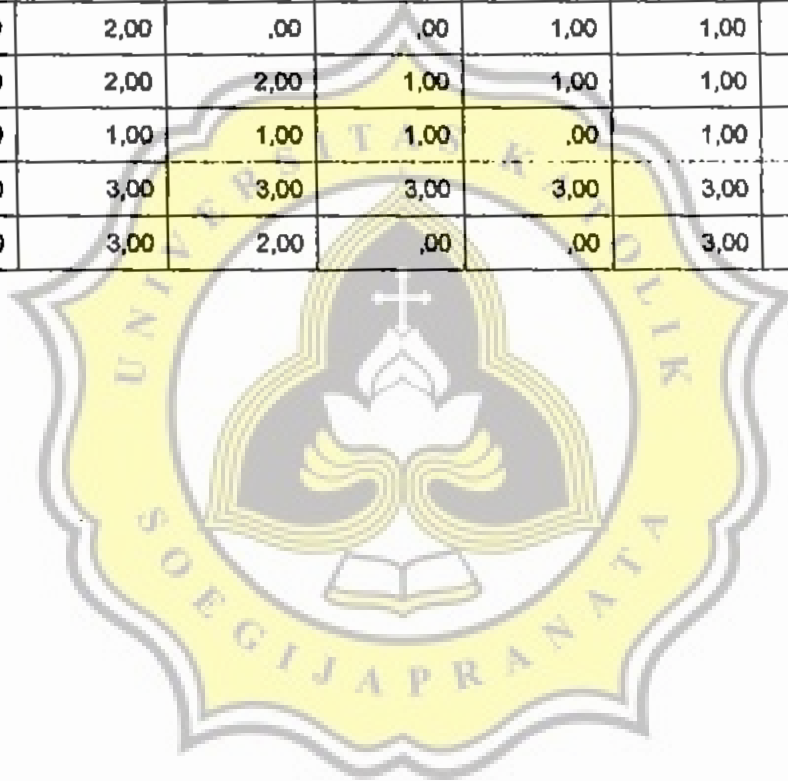 2,00 ,00 ,00 1,00 1,00
2,00 2,00 1,00 1,00 1,00
1,00 1,00 1,00 ,00 1,00
3,00 3,00 3,00 3,00 3,00
3,00 2,00 ,00 ,00 3,00
UNIVERSITAS KATOLIK
SOEGIJAPRANATA